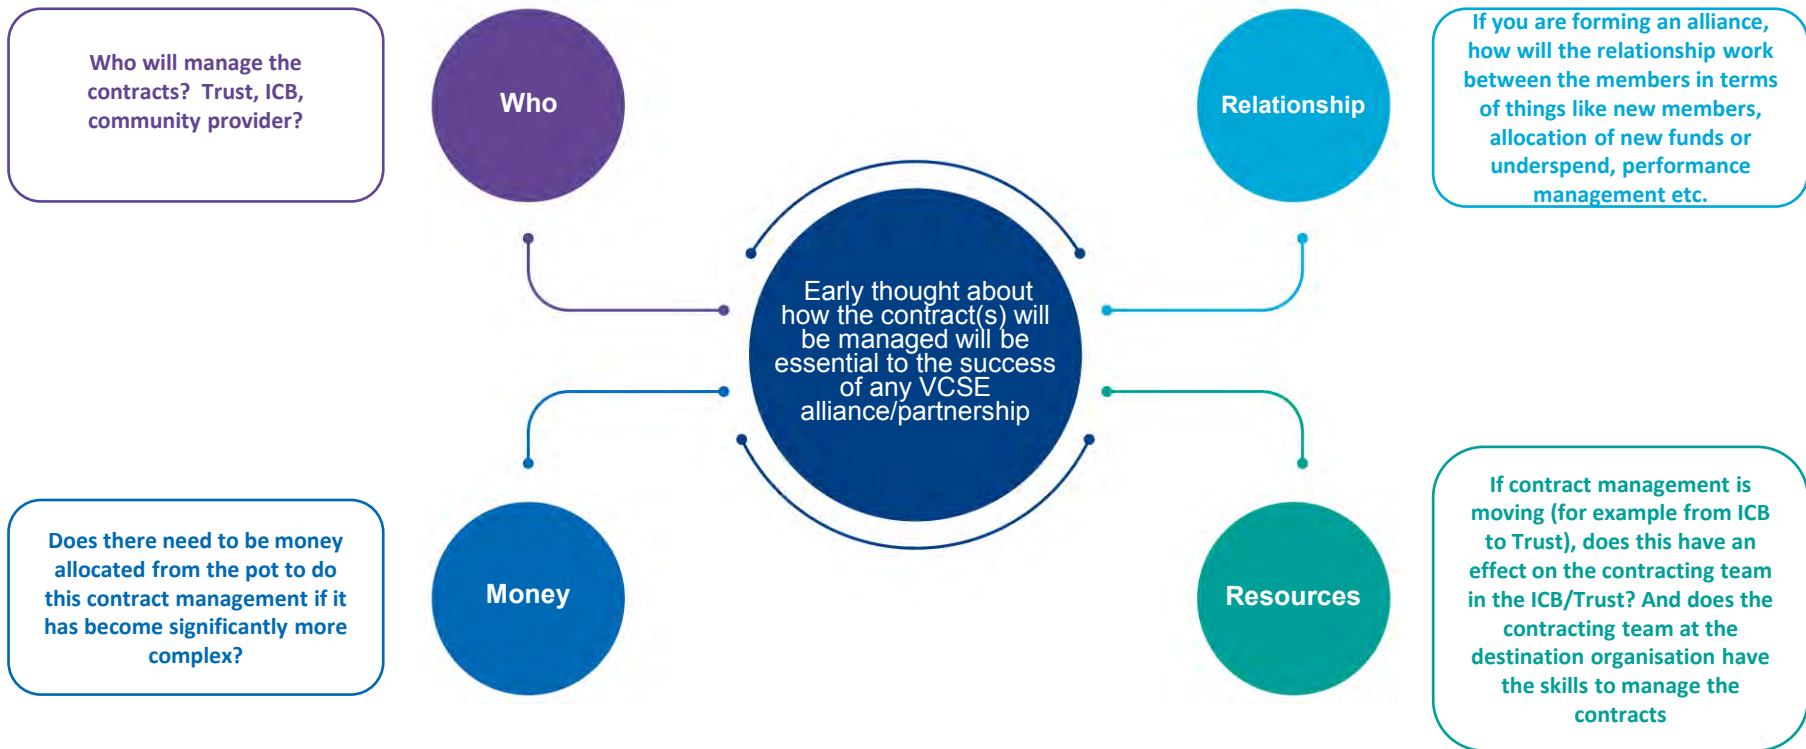 Who will manage the
contracts? Trust, ICB,
community provider?
Who
Relationship
If you are forming an alliance,
how will the relationship work
between the members in terms
of things like new members,
allocation of new funds or
underspend, performance
management etc.
Early thought about
how the contract(s) will
be managed will be
essential to the success
of any VCSE
alliance/partnership
Does there need to be money
allocated from the pot to do
this contract management if it
has become significantly more
complex?
Money
Resources
If contract management is
moving (for example from ICB
to Trust), does this have an
effect on the contracting team
in the ICB/Trust? And does the
contracting team at the
destination organisation have
the skills to manage the
contracts